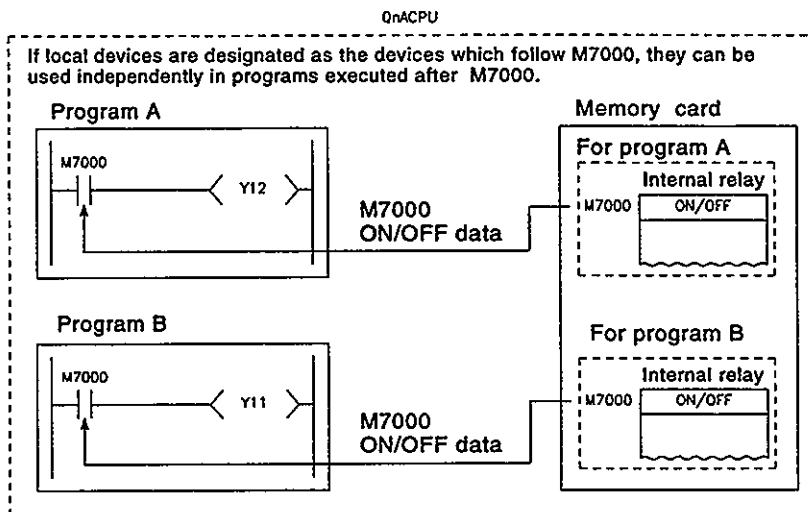 QnACPU
If local devices are designated as the devices which follow M7000, they can be
used independently in programs executed after M7000.
Program A
M7000
Y12
M7000
ON/OFF data
Memory card
For program A
Internal relay
M7000
ON/OFF
Program B
M7000
Y11
M7000
ON/OFF data
For program B
Internal relay
M7000
ON/OFF